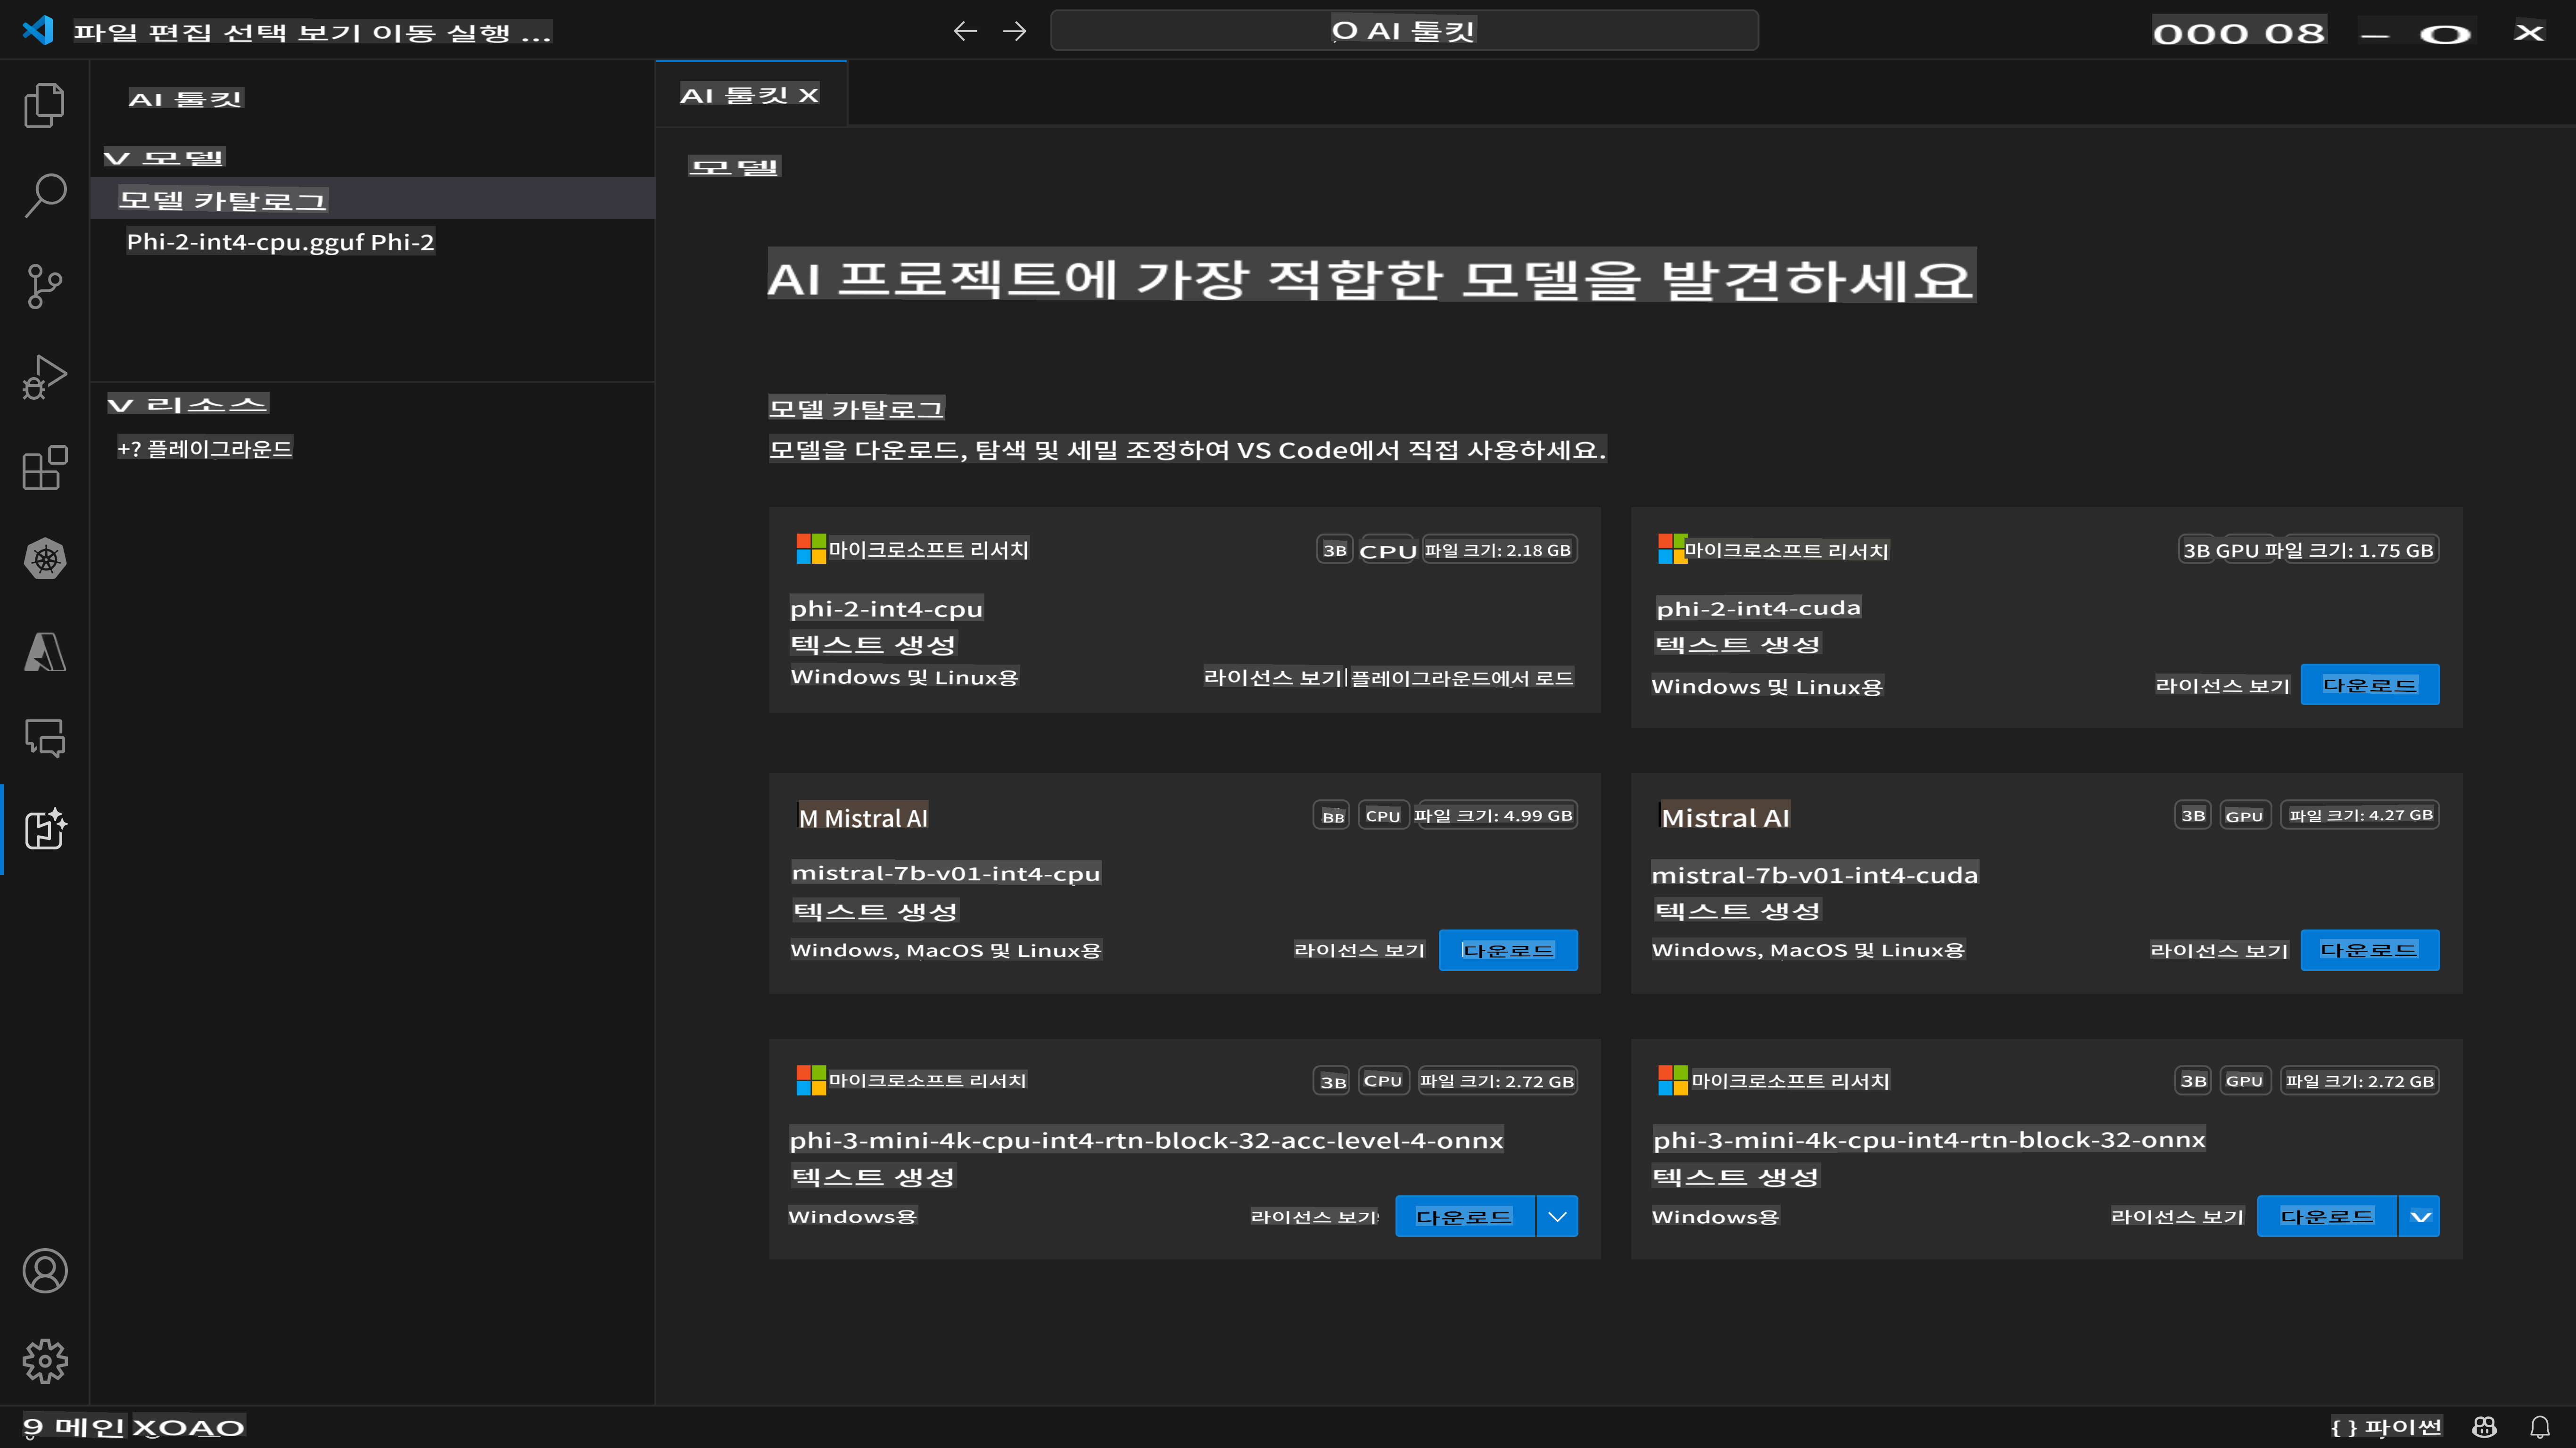 파일 편집 선택 보기 이동 실행 ...
O AI 툴킷
000 08 – O X
AI 툴킷
V 모델
모델 카탈로그
Phi-2-int4-cpu.gguf Phi-2
V 리소스
+? 플레이그라운드
AI 툴킷 X
모델
AI 프로젝트에 가장 적합한 모델을 발견하세요
모델 카탈로그
모델을 다운로드, 탐색 및 세밀 조정하여 VS Code에서 직접 사용하세요.
마이크로소프트 리서치 3B CPU 파일 크기: 2.18 GB
phi-2-int4-cpu
텍스트 생성
Windows 및 Linux용 라이선스 보기 플레이그라운드에서 로드
마이크로소프트 리서치 3B GPU 파일 크기: 1.75 GB
phi-2-int4-cuda
텍스트 생성
Windows 및 Linux용 라이선스 보기 다운로드
M Mistral AI BB CPU 파일 크기: 4.99 GB
mistral-7b-v01-int4-cpu
텍스트 생성
Windows, MacOS 및 Linux용 라이선스 보기 다운로드
Mistral AI 3B GPU 파일 크기: 4.27 GB
mistral-7b-v01-int4-cuda
텍스트 생성
Windows, MacOS 및 Linux용 라이선스 보기 다운로드
마이크로소프트 리서치 3B CPU 파일 크기: 2.72 GB
phi-3-mini-4k-cpu-int4-rtn-block-32-acc-level-4-onnx
텍스트 생성
Windows용 라이선스 보기 다운로드
마이크로소프트 리서치 3B GPU 파일 크기: 2.72 GB
phi-3-mini-4k-cpu-int4-rtn-block-32-onnx
텍스트 생성
Windows용 라이선스 보기 다운로드 V
9 메인 XOAO
{ } 파이썬